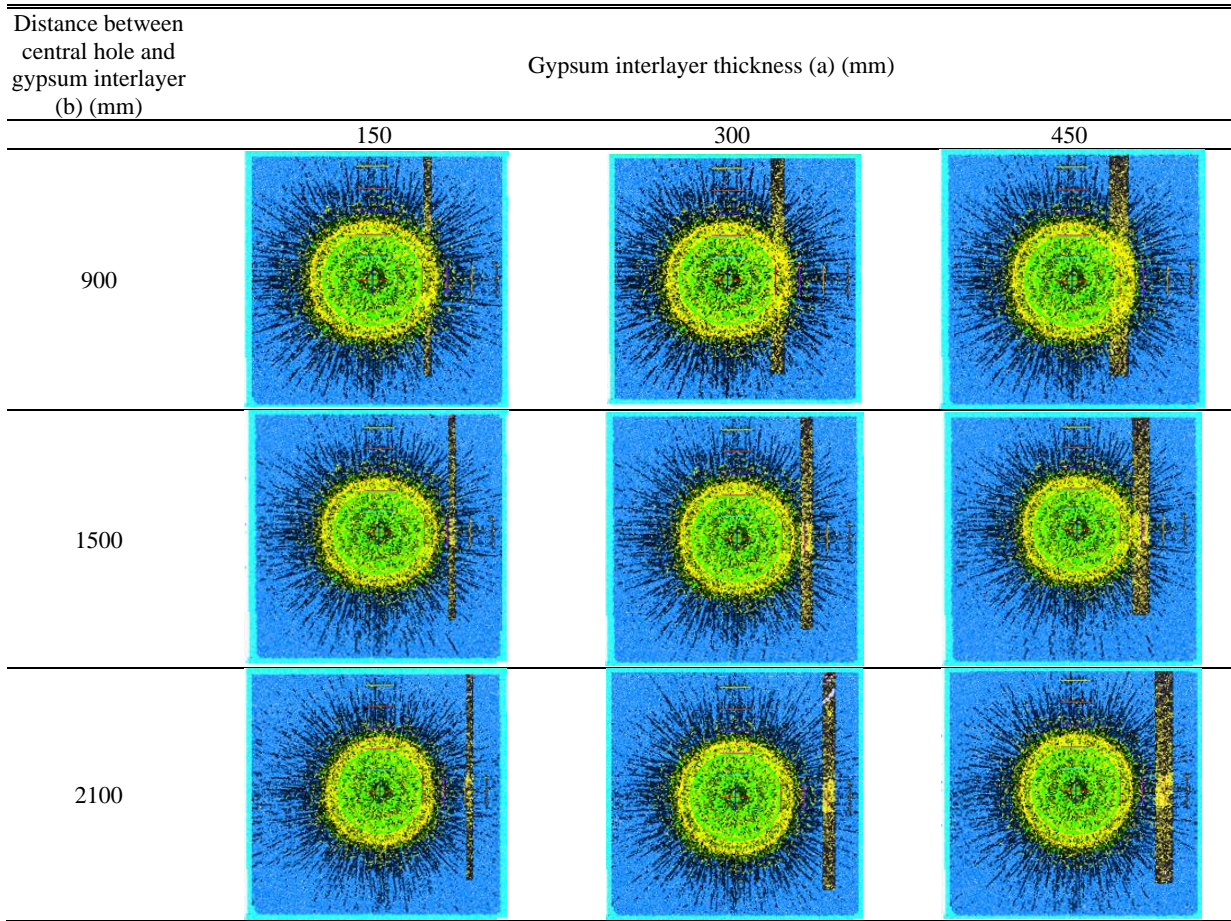 Distance between
central hole and
gypsum interlayer
(b) (mm)
Gypsum interlayer thickness (a) (mm)
150 300 450
900
1500
2100